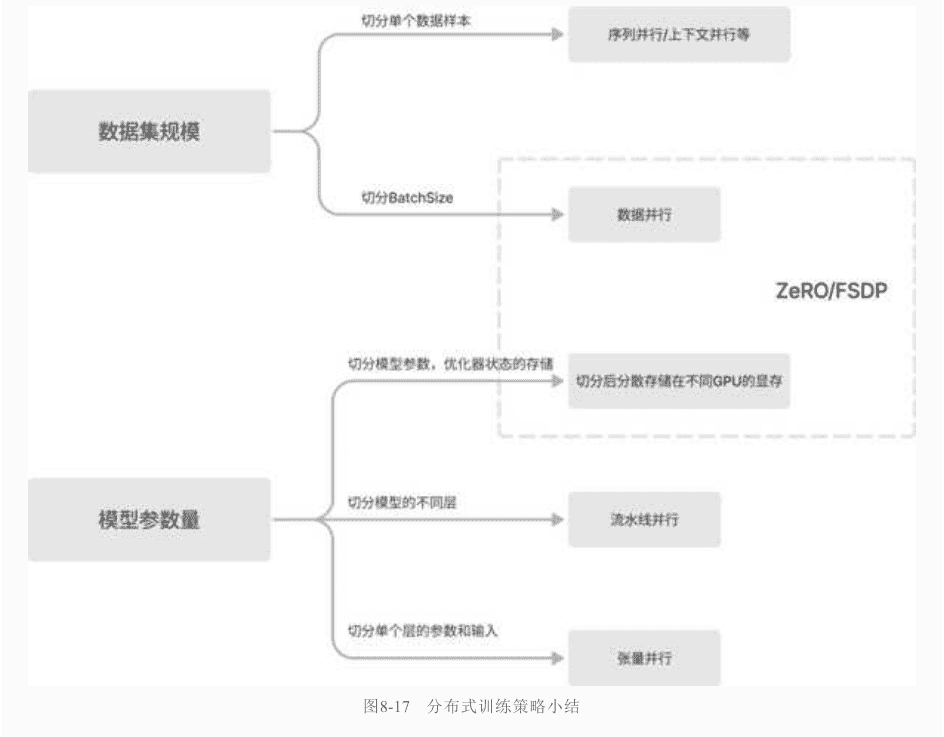 切分单个数据样本
序列并行/上下文并行等
数据集规模
切分BatchSize
数据并行
ZeRO/FSDP
切分模型参数，优化器状态的存储
切分后分散存储在不同GPU的显存
切分模型的不同层
模型参数量
流水线并行
切分单个层的参数和输入
张量并行
图8-17 分布式训练策略小结